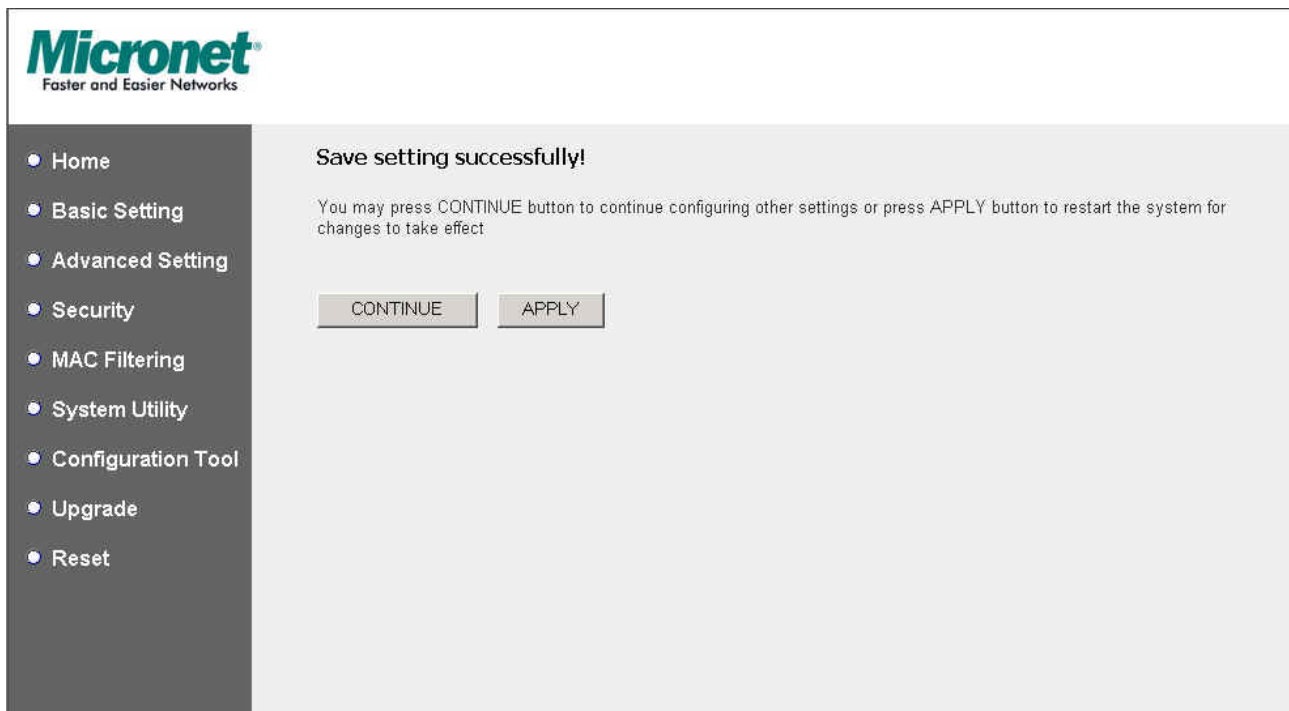 Micronet®
Faster and Easier Networks
Home
Basic Setting
Advanced Setting
Security
MAC Filtering
System Utility
Configuration Tool
Upgrade
Reset
Save setting successfully!
You may press CONTINUE button to continue configuring other settings or press APPLY button to restart the system for
changes to take effect
CONTINUE
APPLY